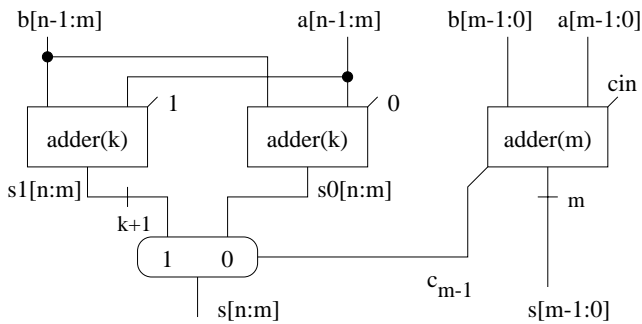 b[n-1:m] a[n-1:m] b[m-1:0] a[m-1:0]
1 0 cin
adder(k) adder(k) adder(m)
s1[n:m] s0[n:m] m
k+1
1 0
c_{m-1}
s[n:m] s[m-1:0]